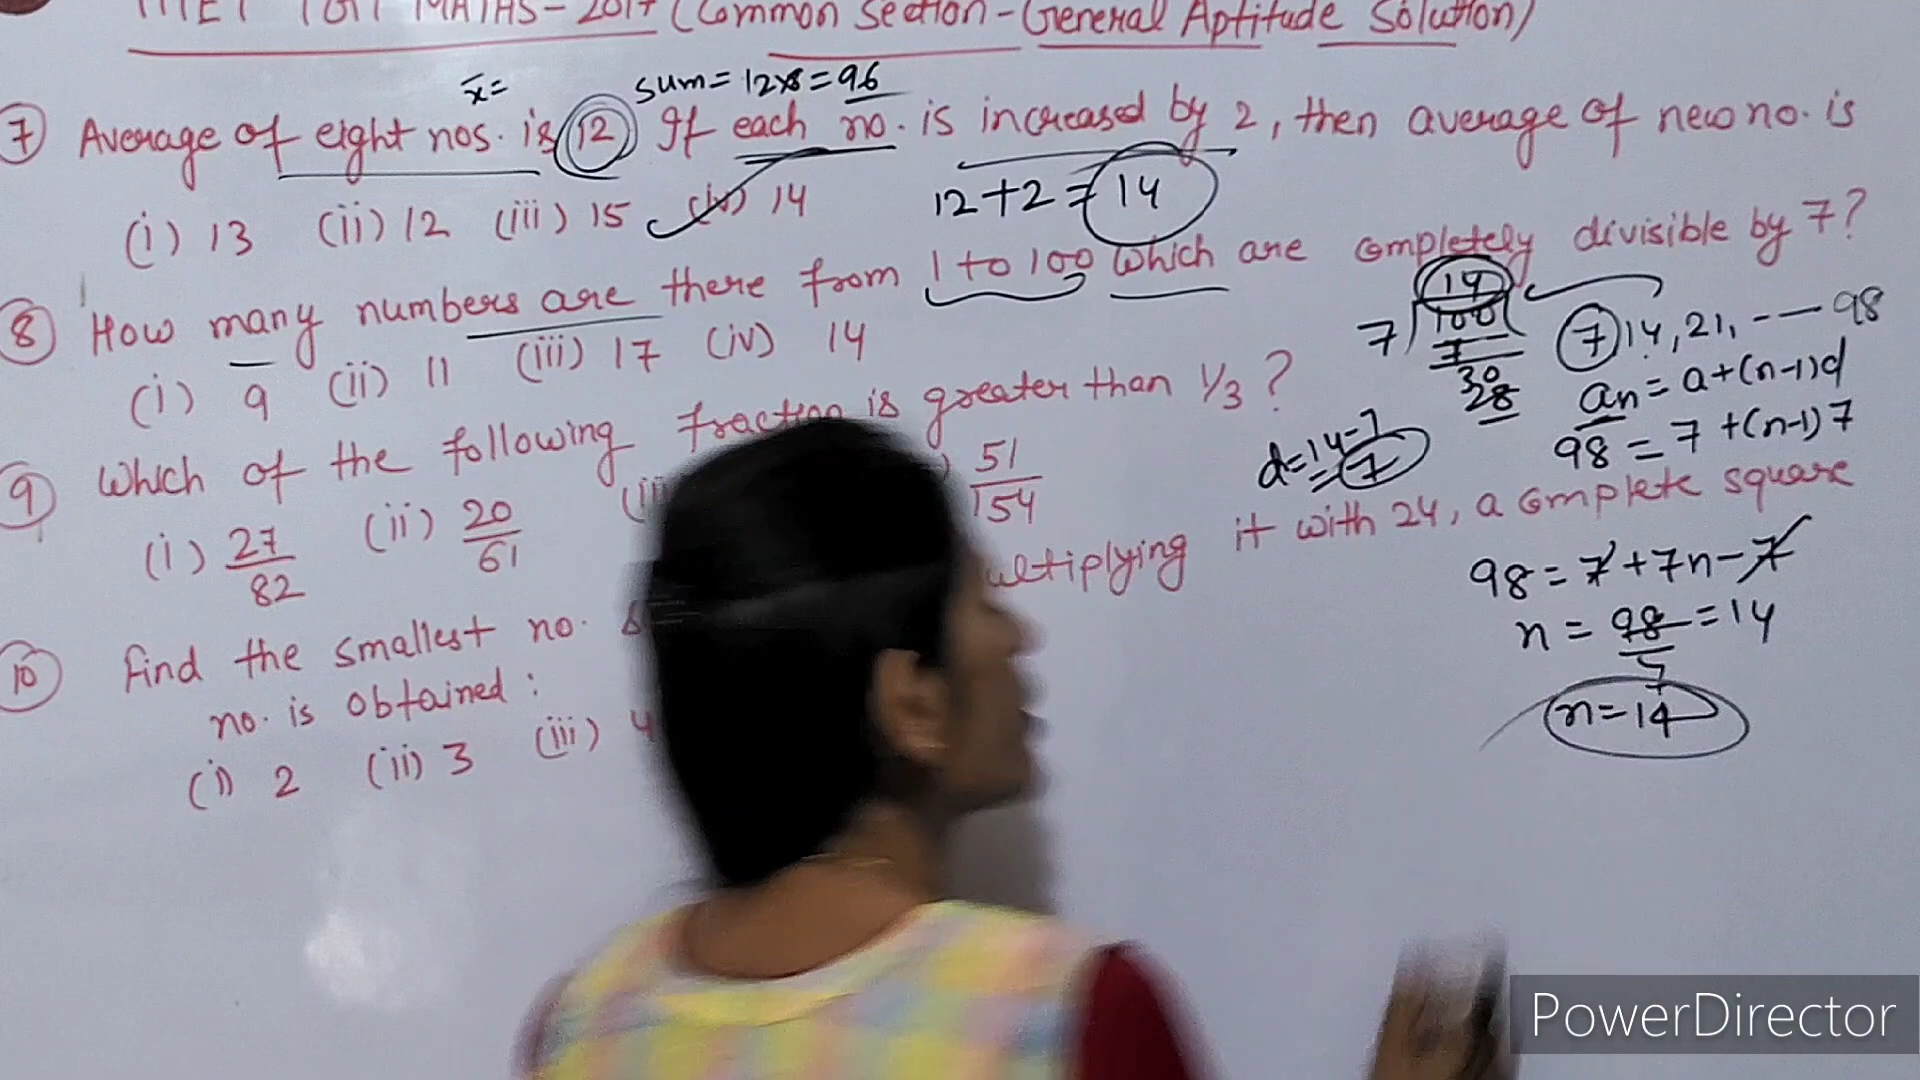 MATHS-2017 (Common Section-General Aptitude Solution)
x̄= sum=12x8=96
7 Average of eight nos. is 12 If each no. is increased by 2, then average of new no. is
(i) 13 (ii) 12 (iii) 15 (iv) 14 12+2=14
8 How many numbers are there from 1 to 100 which are completely divisible by 7?
(i) 9 (ii) 11 (iii) 17 (iv) 14
14
7 100
7
30
28
7 14, 21, --- 98
an = a+(n-1)d
98 = 7 +(n-1) 7
d=14-7
=7
98 = 7 + 7n - 7
n = 98 = 14
7
n=14
9 Which of the following fraction is greater than 1/3?
(i) 27/82 (ii) 20/61 51/154
10 Find the smallest no. multiplying it with 24, a complete square
no. is obtained:
(i) 2 (ii) 3 (iii) 4
PowerDirector